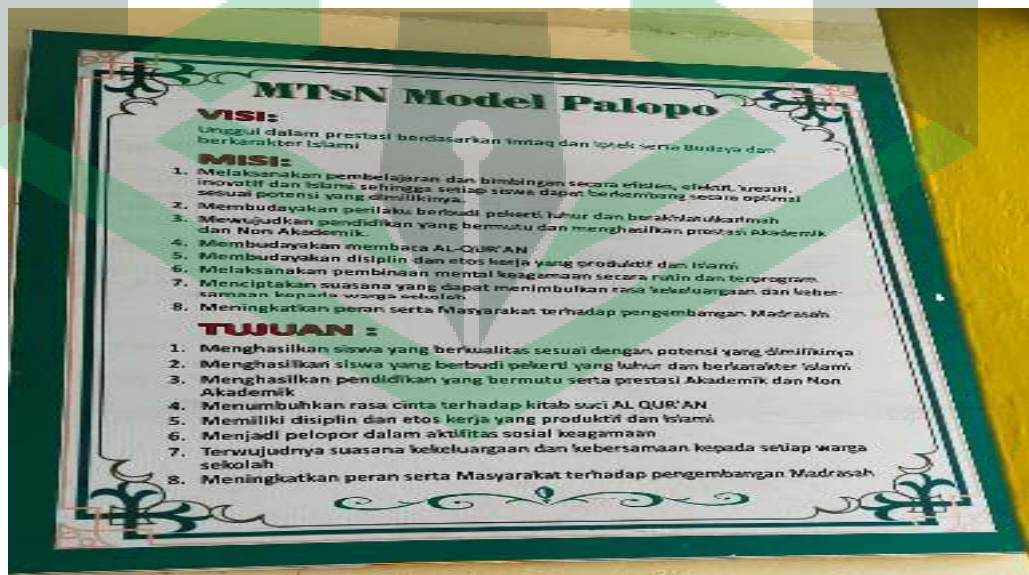 MTsN Model Palopo
VISI:
Unggul dalam prestasi berdasarkan Imtaq dan Iptek serta Budaya dan
berkarakter Islami
MISI:
1. Melaksanakan pembelajaran dan bimbingan secara efisien, efektif, kreatif,
inovatif dan Islami sehingga setiap siswa dapat berkembang secara optimal
sesuai potensi yang dimilikinya.
2. Membudayakan perilaku berbudi pekerti luhur dan berakhlatulkarimah
3. Mewujudkan pendidikan yang bermutu dan menghasilkan prestasi Akademik
dan Non Akademik.
4. Membudayakan membaca AL-QUR'AN
5. Membudayakan disiplin dan etos kerja yang produktif dan Islami
6. Melaksanakan pembinaan mental keagamaan secara rutin dan terprogram
7. Menciptakan suasana yang dapat menimbulkan rasa kekeluargaan dan keber-
samaan kepada warga sekolah
8. Meningkatkan peran serta Masyarakat terhadap pengembangan Madrasah
TUJUAN :
1. Menghasilkan siswa yang berkualitas sesuai dengan potensi yang dimilikinya
2. Menghasilkan siswa yang berbudi pekerti yang luhur dan berkarakter Islami
3. Menghasilkan pendidikan yang bermutu serta prestasi Akademik dan Non
Akademik
4. Menumbuhkan rasa cinta terhadap kitab suci AL QUR'AN
5. Memiliki disiplin dan etos kerja yang produktif dan Islami
6. Menjadi pelopor dalam aktifitas sosial keagamaan
7. Terwujudnya suasana kekeluargaan dan kebersamaan kepada setiap warga
sekolah
8. Meningkatkan peran serta Masyarakat terhadap pengembangan Madrasah